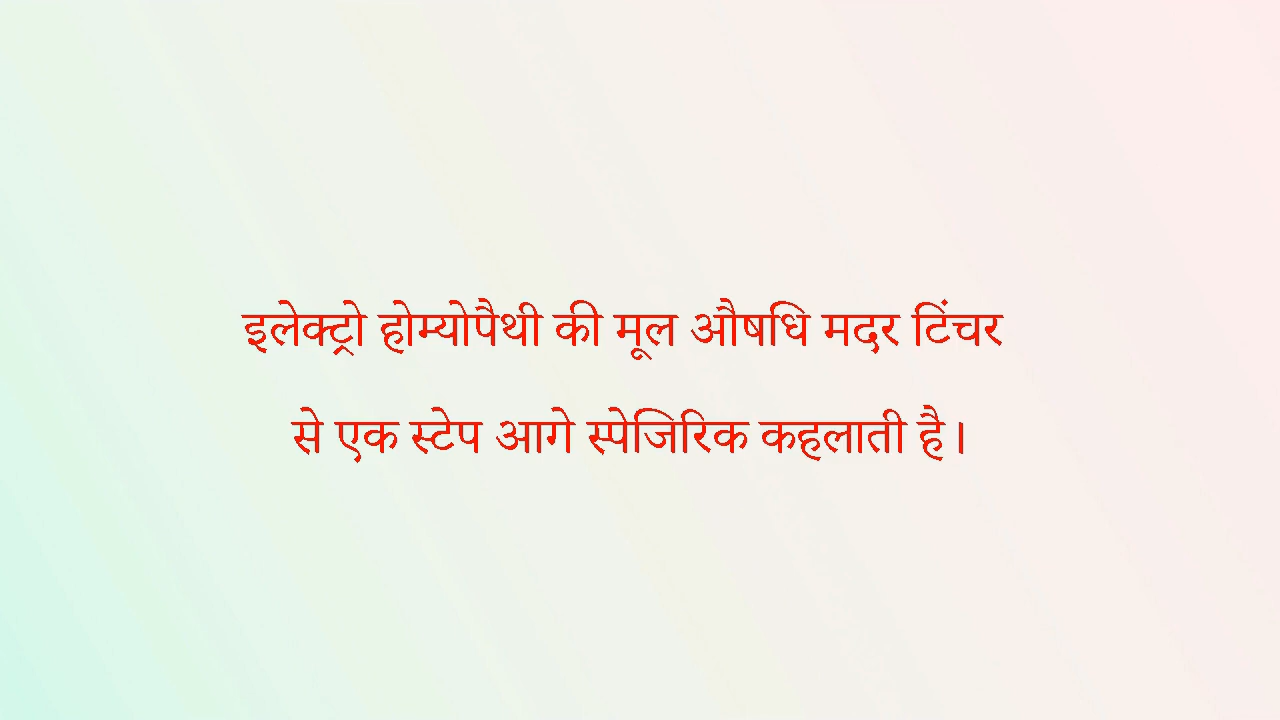 इलेक्ट्रो होम्योपैथी की मूल औषधि मदर टिंचर
से एक स्टेप आगे स्पेजिरिक कहलाती है।